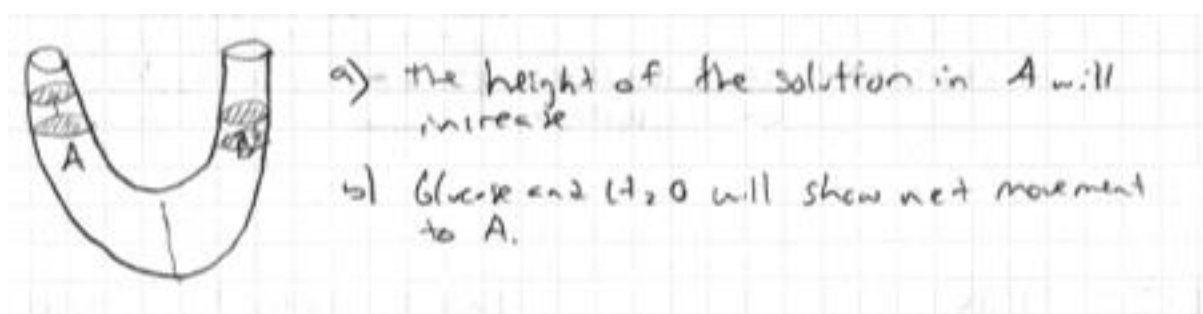 A
B
a) the height of the solution in A will
increase
b) Glucose and H2O will show net movement
to A.